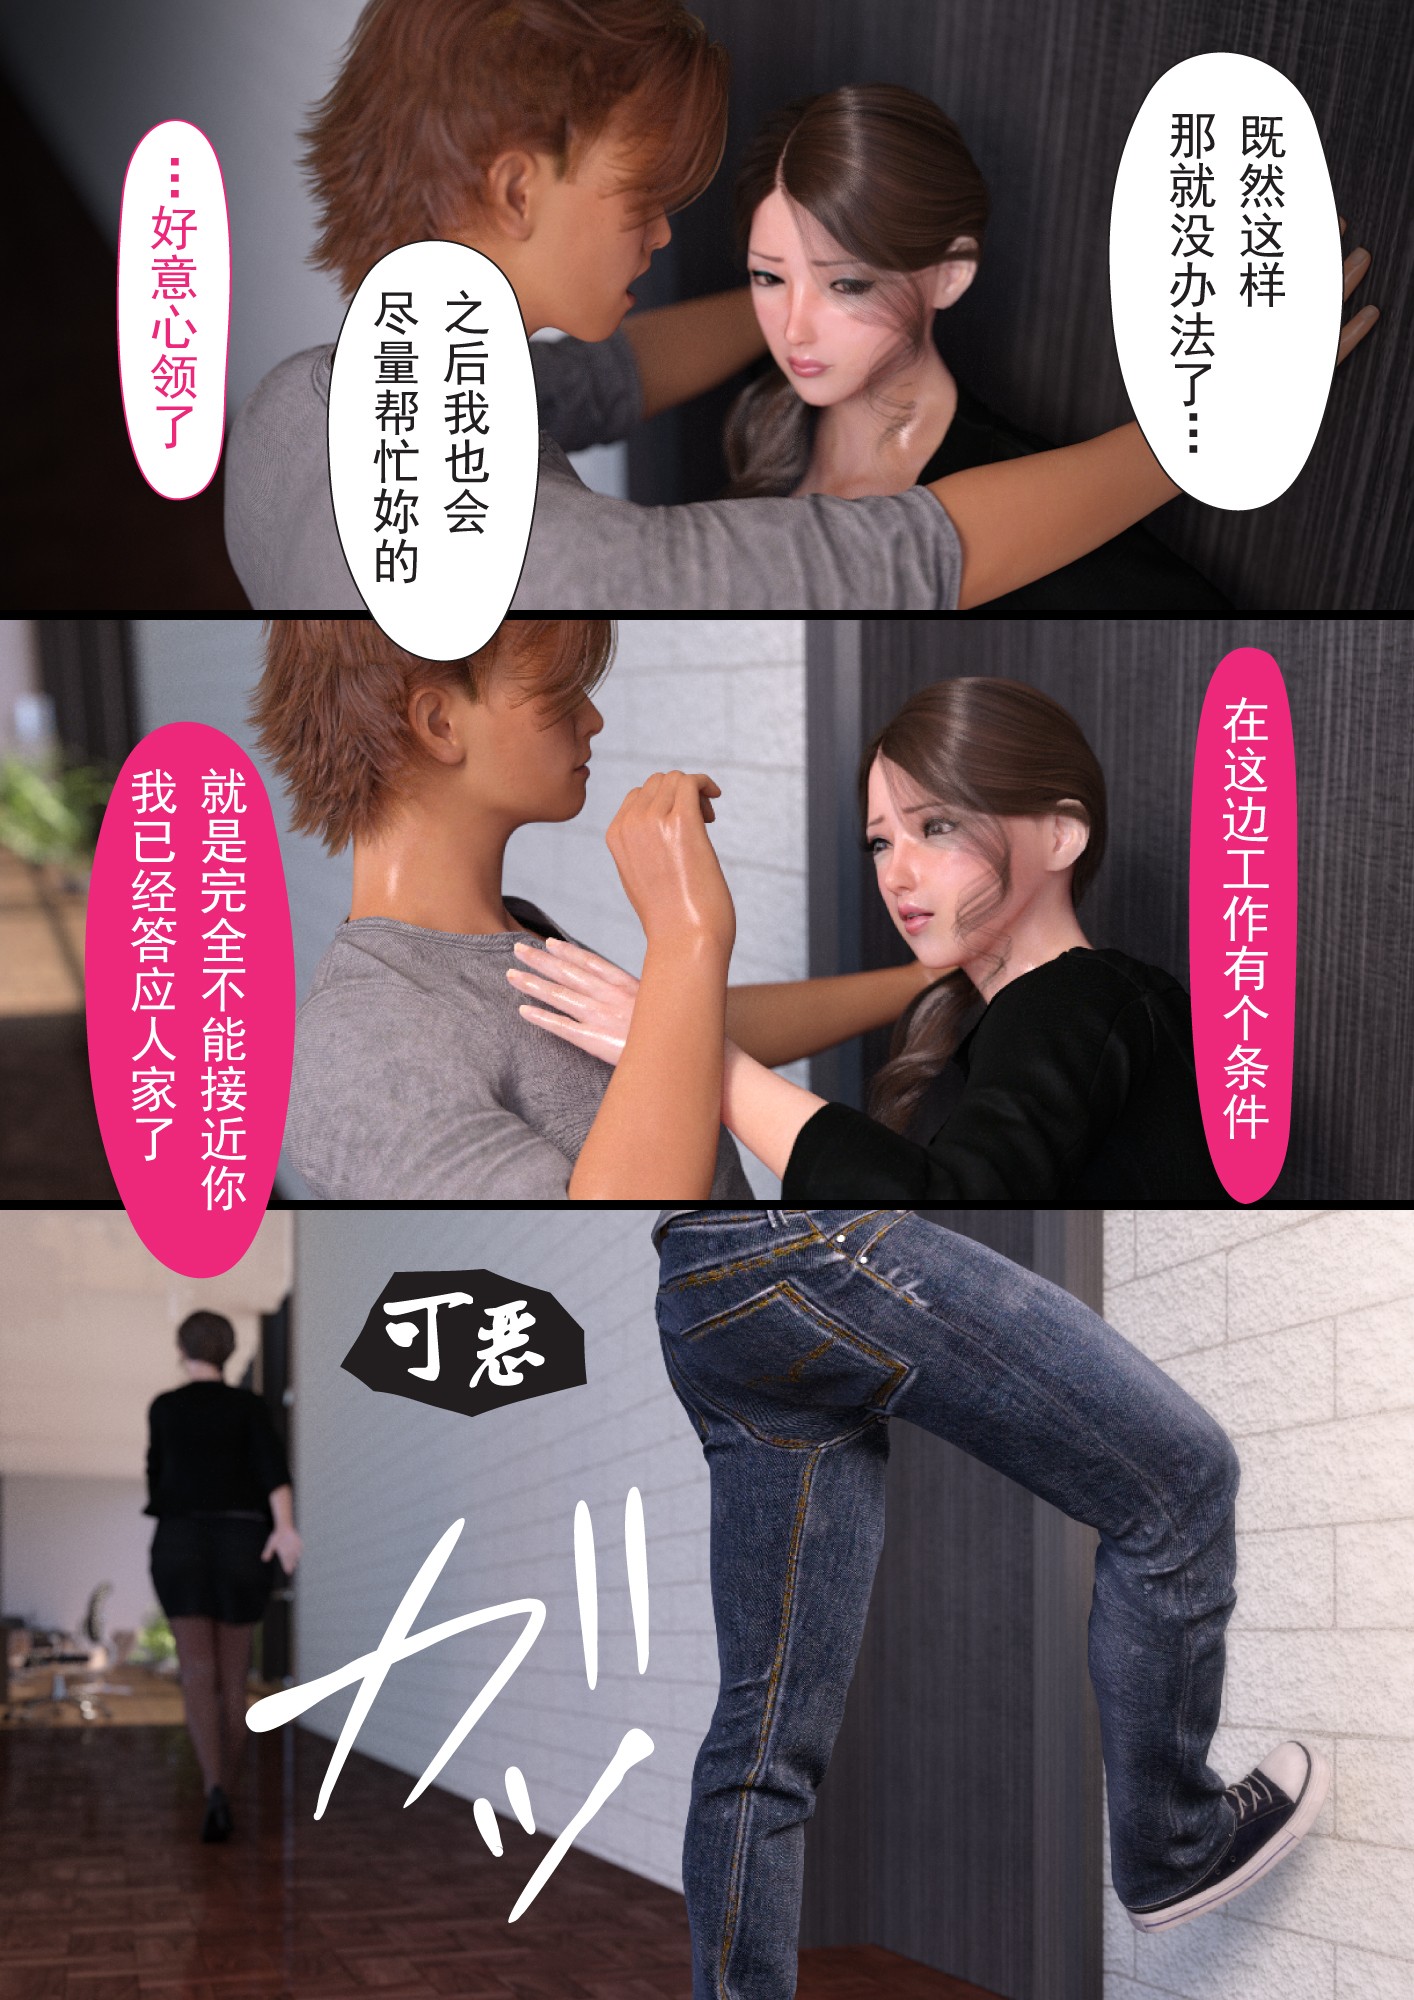 既然这样
那就没办法了…
之后我也会
尽量帮忙妳的
…好意心领了
在这边工作有个条件
就是完全不能接近你
我已经答应人家了
可恶
ガッ